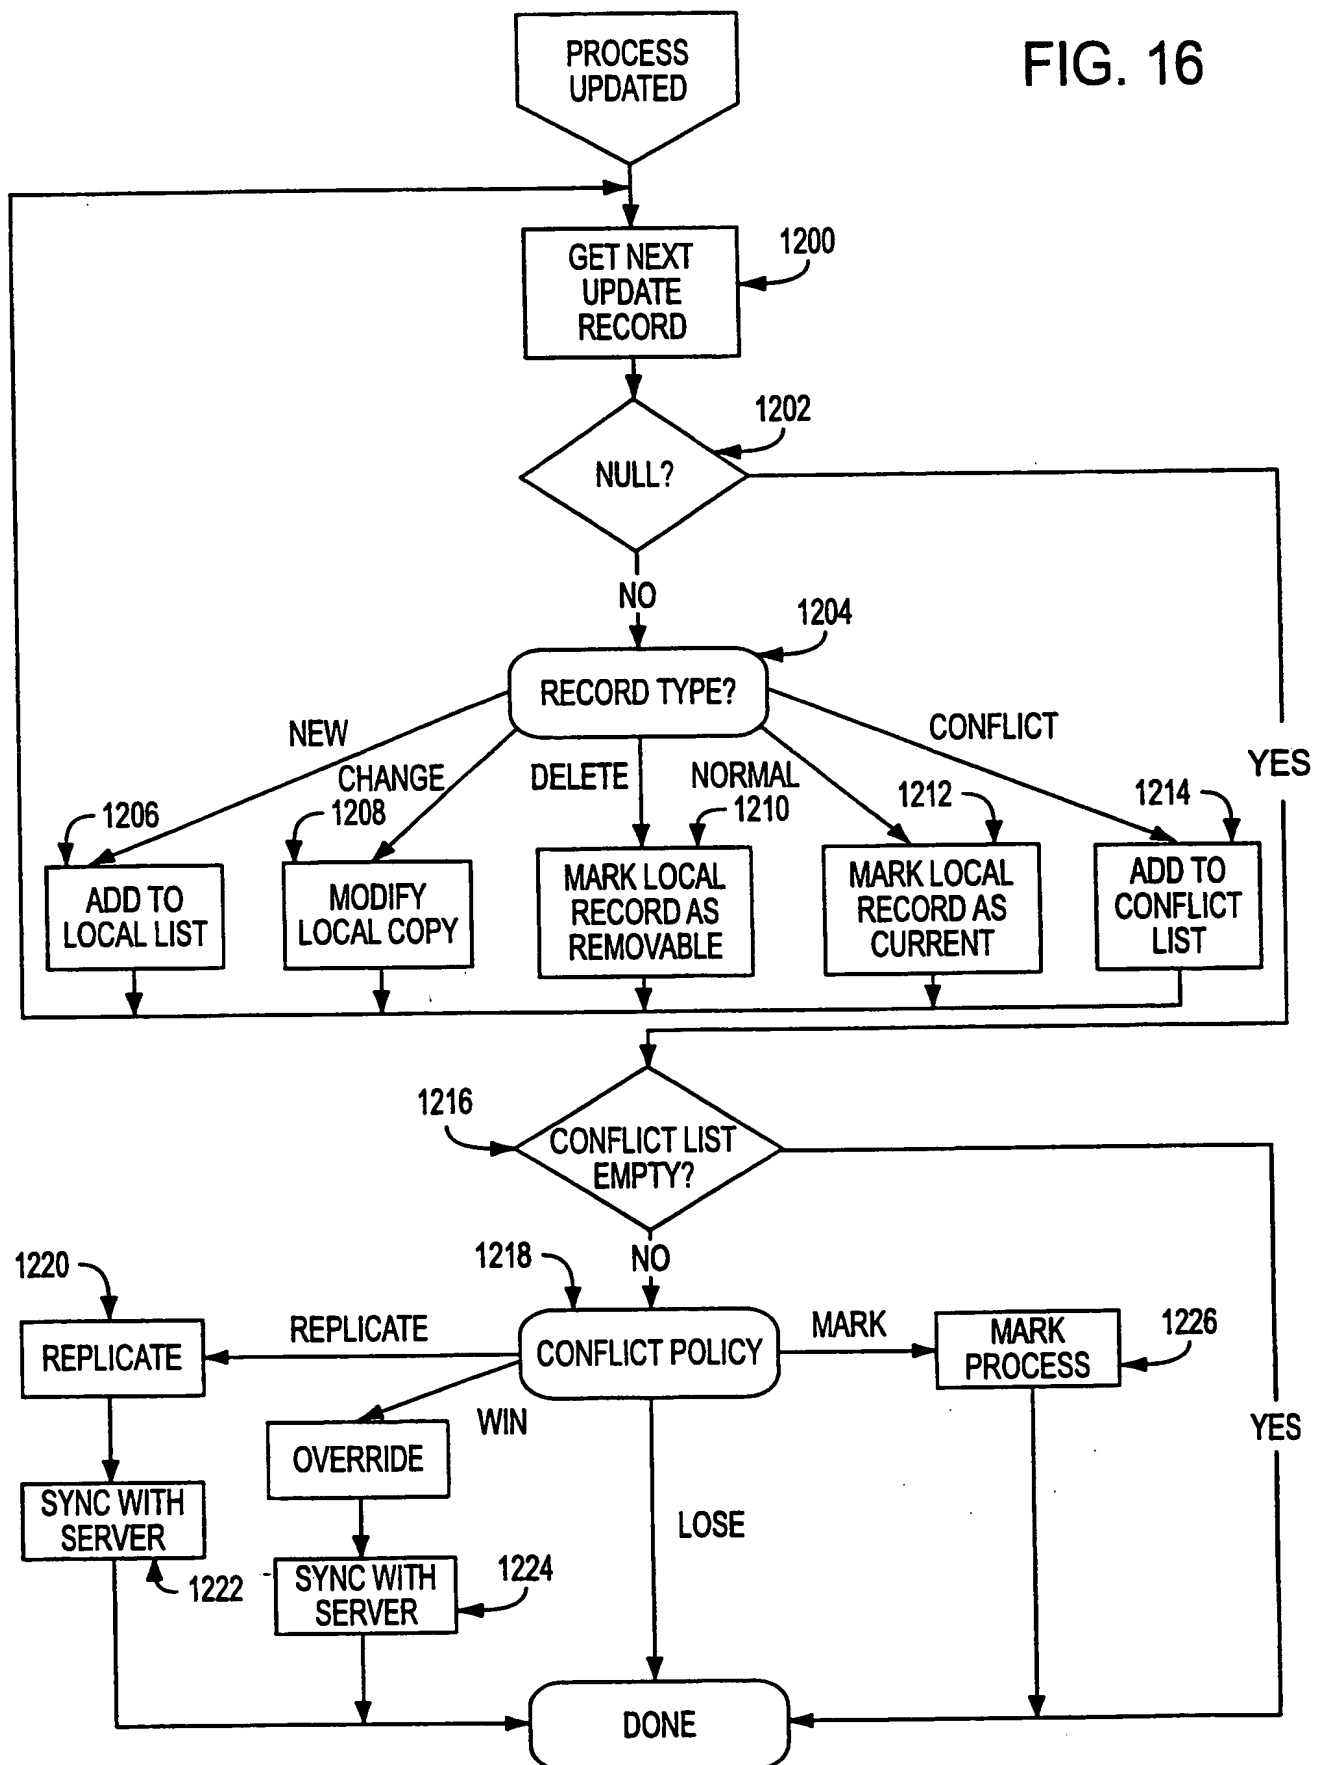 FIG. 16
PROCESS
UPDATED
1200
GET NEXT
UPDATE
RECORD
1202
NULL?
NO
1204
RECORD TYPE?
NEW
CHANGE
DELETE
NORMAL
CONFLICT
YES
1206
1208
1210
1212
1214
ADD TO
LOCAL LIST
MODIFY
LOCAL COPY
MARK LOCAL
RECORD AS
REMOVABLE
MARK LOCAL
RECORD AS
CURRENT
ADD TO
CONFLICT
LIST
1216
CONFLICT LIST
EMPTY?
NO
1218
1220
REPLICATE
REPLICATE
CONFLICT POLICY
MARK
MARK
PROCESS
1226
WIN
YES
OVERRIDE
SYNC WITH
SERVER
1222
LOSE
SYNC WITH
SERVER
1224
DONE